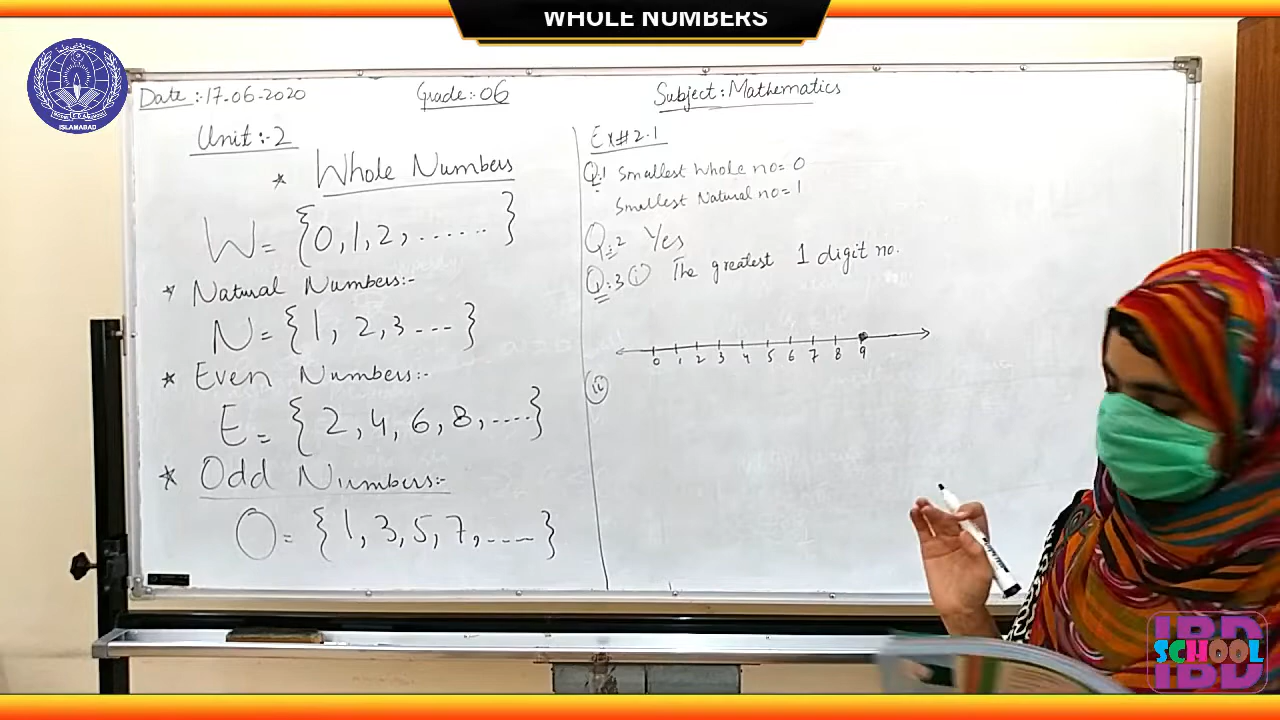 WHOLE NUMBERS
ISLAMABAD
Date :- 17-06-2020
Grade:- 06
Subject:- Mathematics
Unit:-2
* Whole Numbers
W = {0, 1, 2, ......}
* Natural Numbers:-
N = {1, 2, 3 ---}
* Even Numbers:-
E = {2, 4, 6, 8, ....}
* Odd Numbers:-
O = {1, 3, 5, 7, ....}
Ex# 2.1
Q:1 Smallest Whole no = 0
Smallest Natural no = 1
Q:2 Yes
Q:3 (i) The greatest 1 digit no.
0 1 2 3 4 5 6 7 8 9
(ii)
IBD
SCHOOL
IBD